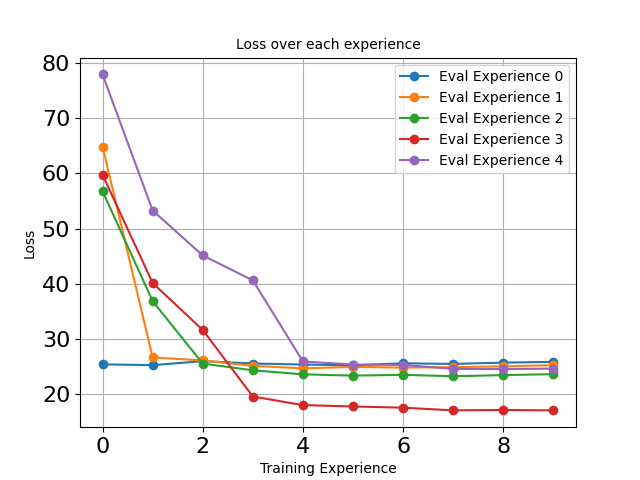 Loss over each experience
80
70
60
50
40
30
20
Loss
Eval Experience 0
Eval Experience 1
Eval Experience 2
Eval Experience 3
Eval Experience 4
0 2 4 6 8
Training Experience